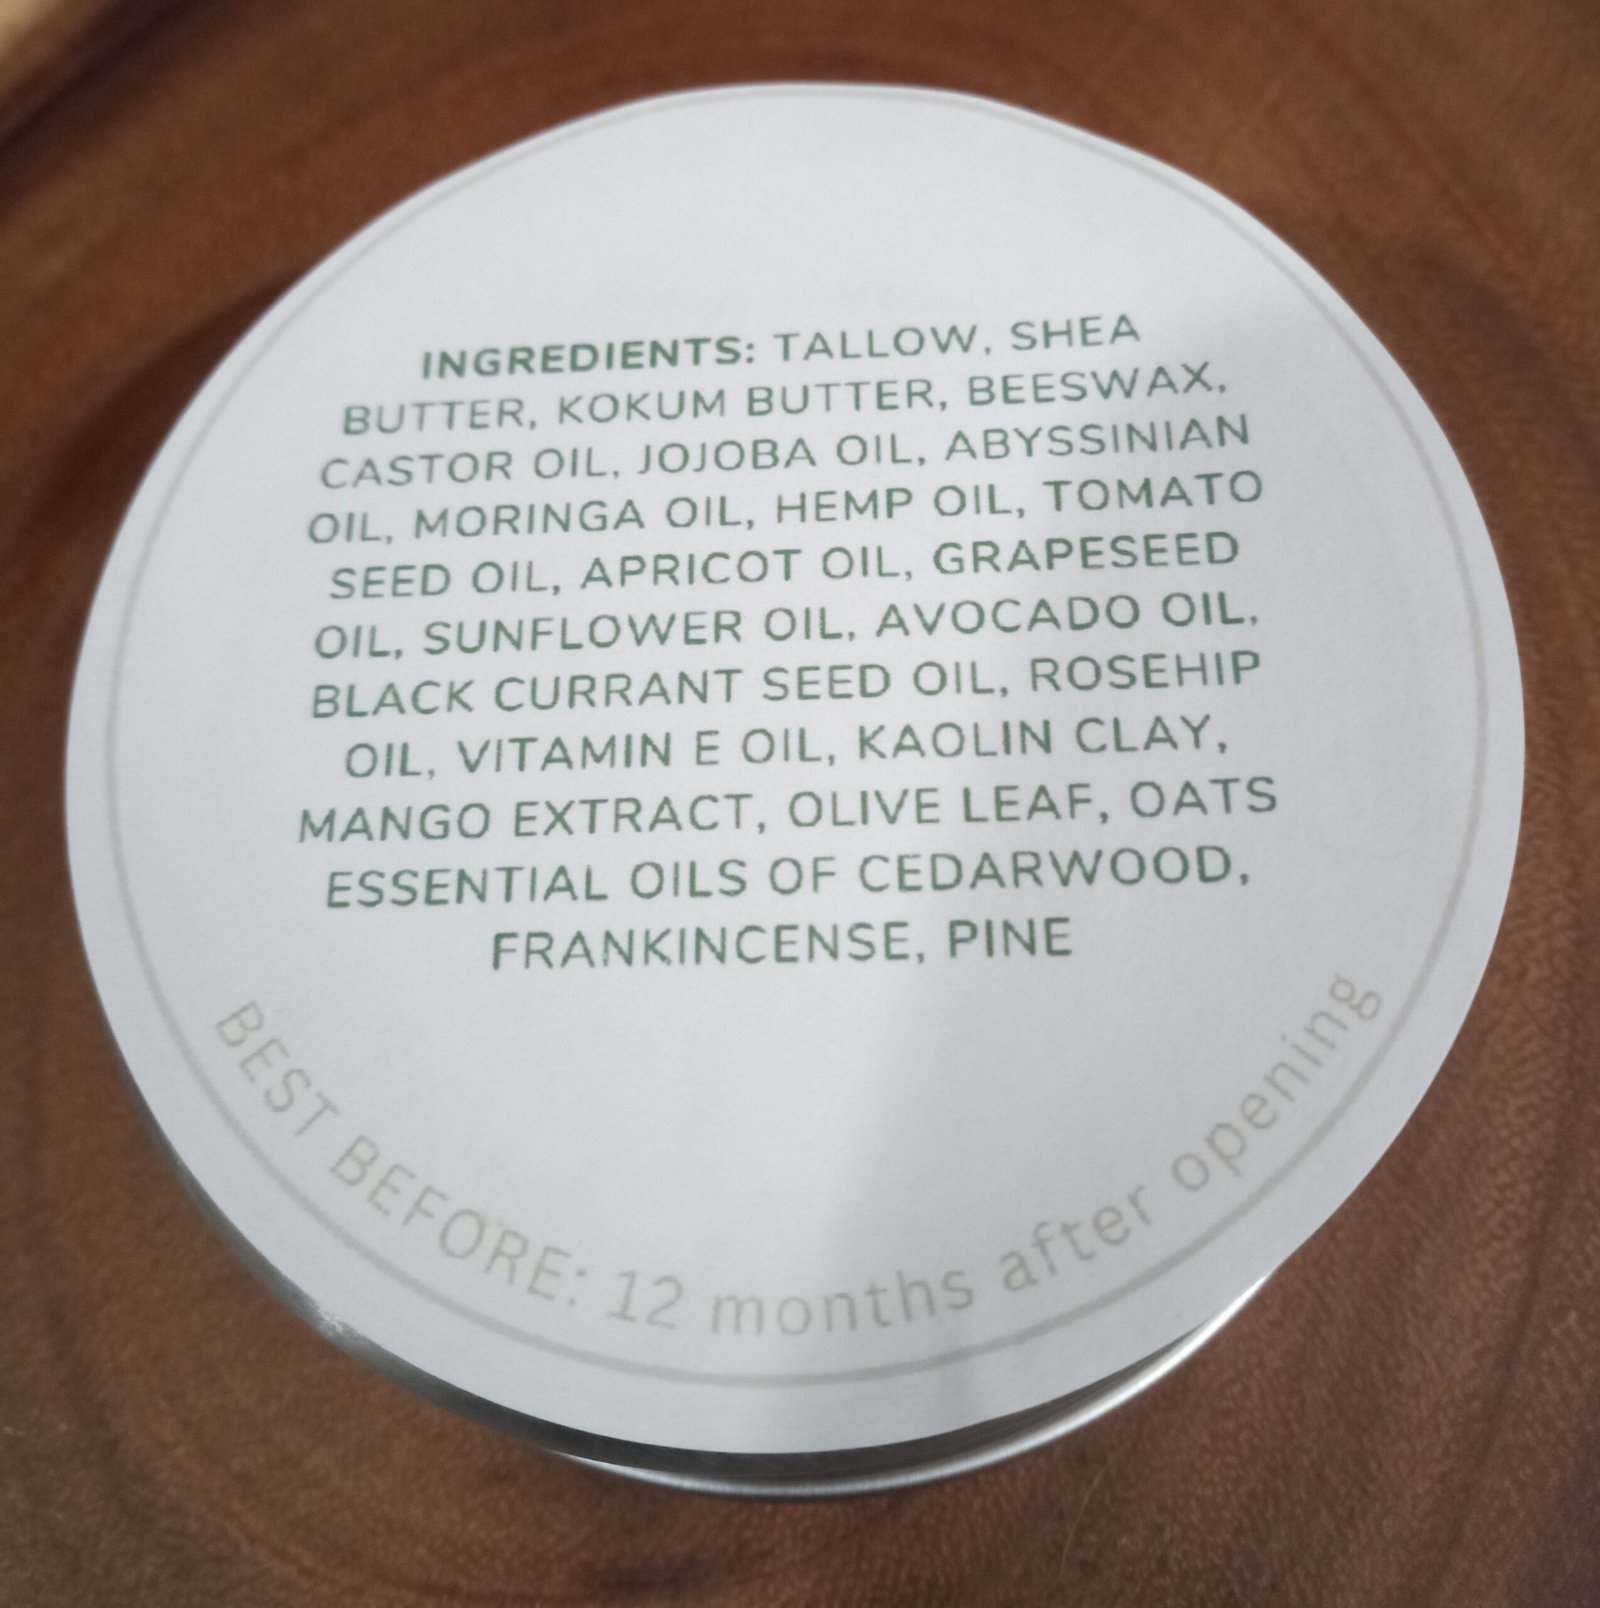 INGREDIENTS: TALLOW, SHEA
BUTTER, KOKUM BUTTER, BEESWAX,
CASTOR OIL, JOJOBA OIL, ABYSSINIAN
OIL, MORINGA OIL, HEMP OIL, TOMATO
SEED OIL, APRICOT OIL, GRAPESEED
OIL, SUNFLOWER OIL, AVOCADO OIL,
BLACK CURRANT SEED OIL, ROSEHIP
OIL, VITAMIN E OIL, KAOLIN CLAY,
MANGO EXTRACT, OLIVE LEAF, OATS
ESSENTIAL OILS OF CEDARWOOD,
FRANKINCENSE, PINE
BEST BEFORE: 12 months after opening